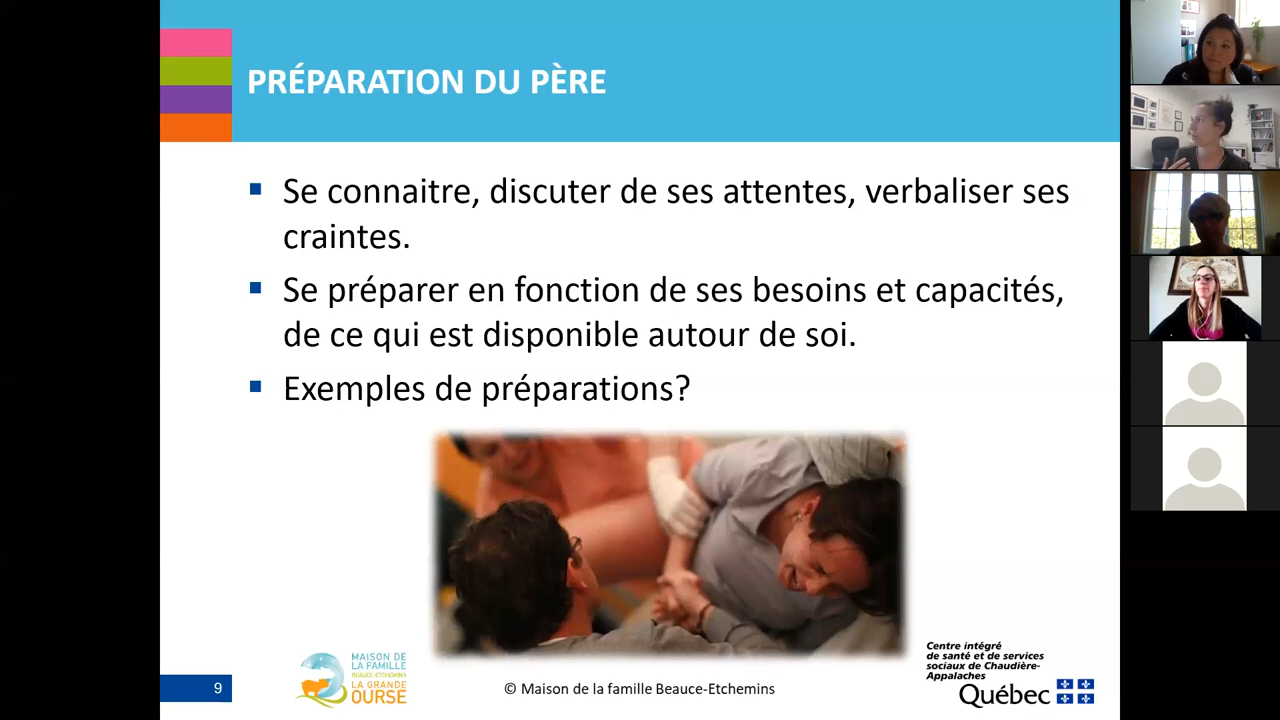 PRÉPARATION DU PÈRE
Se connaitre, discuter de ses attentes, verbaliser ses
craintes.
Se préparer en fonction de ses besoins et capacités,
de ce qui est disponible autour de soi.
Exemples de préparations?
MAISON DE
LA FAMILLE
BEAUCE-ETCHEMINS
LA GRANDE
OURSE
9
© Maison de la famille Beauce-Etchemins
Centre intégré
de santé et de services
sociaux de Chaudière-
Appalaches
Québec